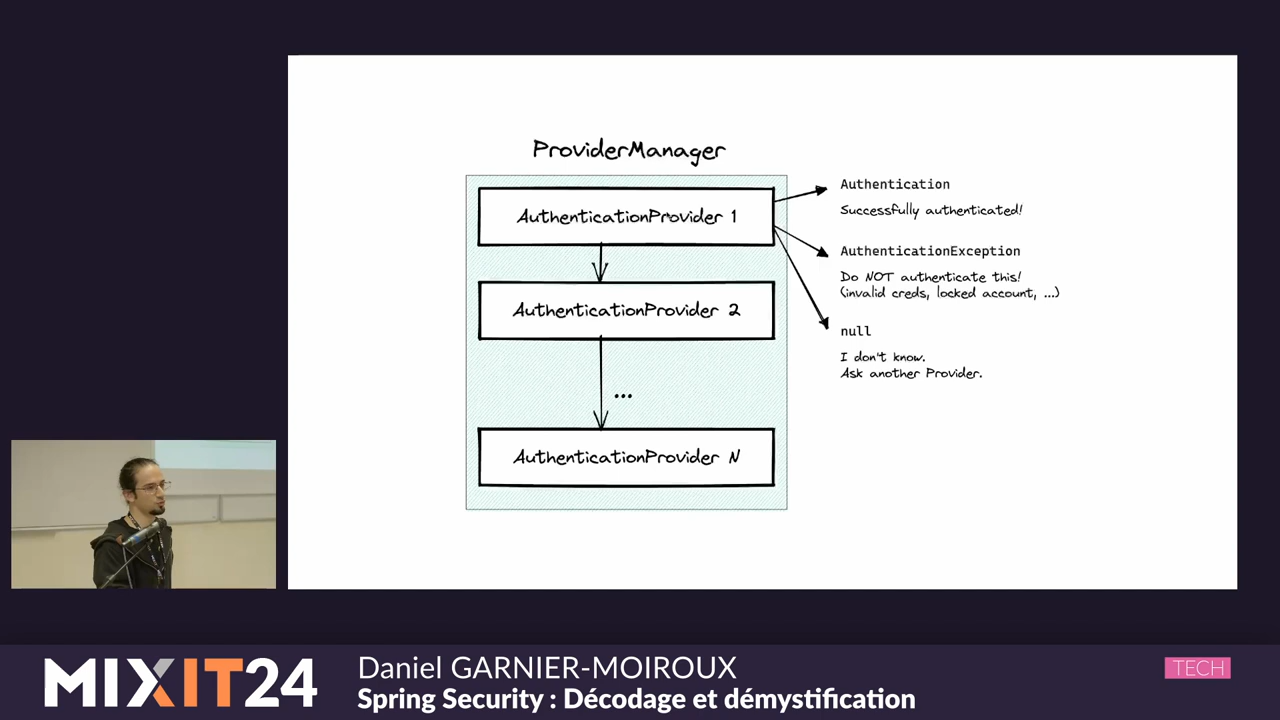 ProviderManager
AuthenticationProvider 1
AuthenticationProvider 2
...
AuthenticationProvider N
Authentication
Successfully authenticated!
AuthenticationException
Do NOT authenticate this!
(invalid creds, locked account, ...)
null
I don't know.
Ask another Provider.
MIXIT24
Daniel GARNIER-MOIROUX
Spring Security : Décodage et démystification
TECH